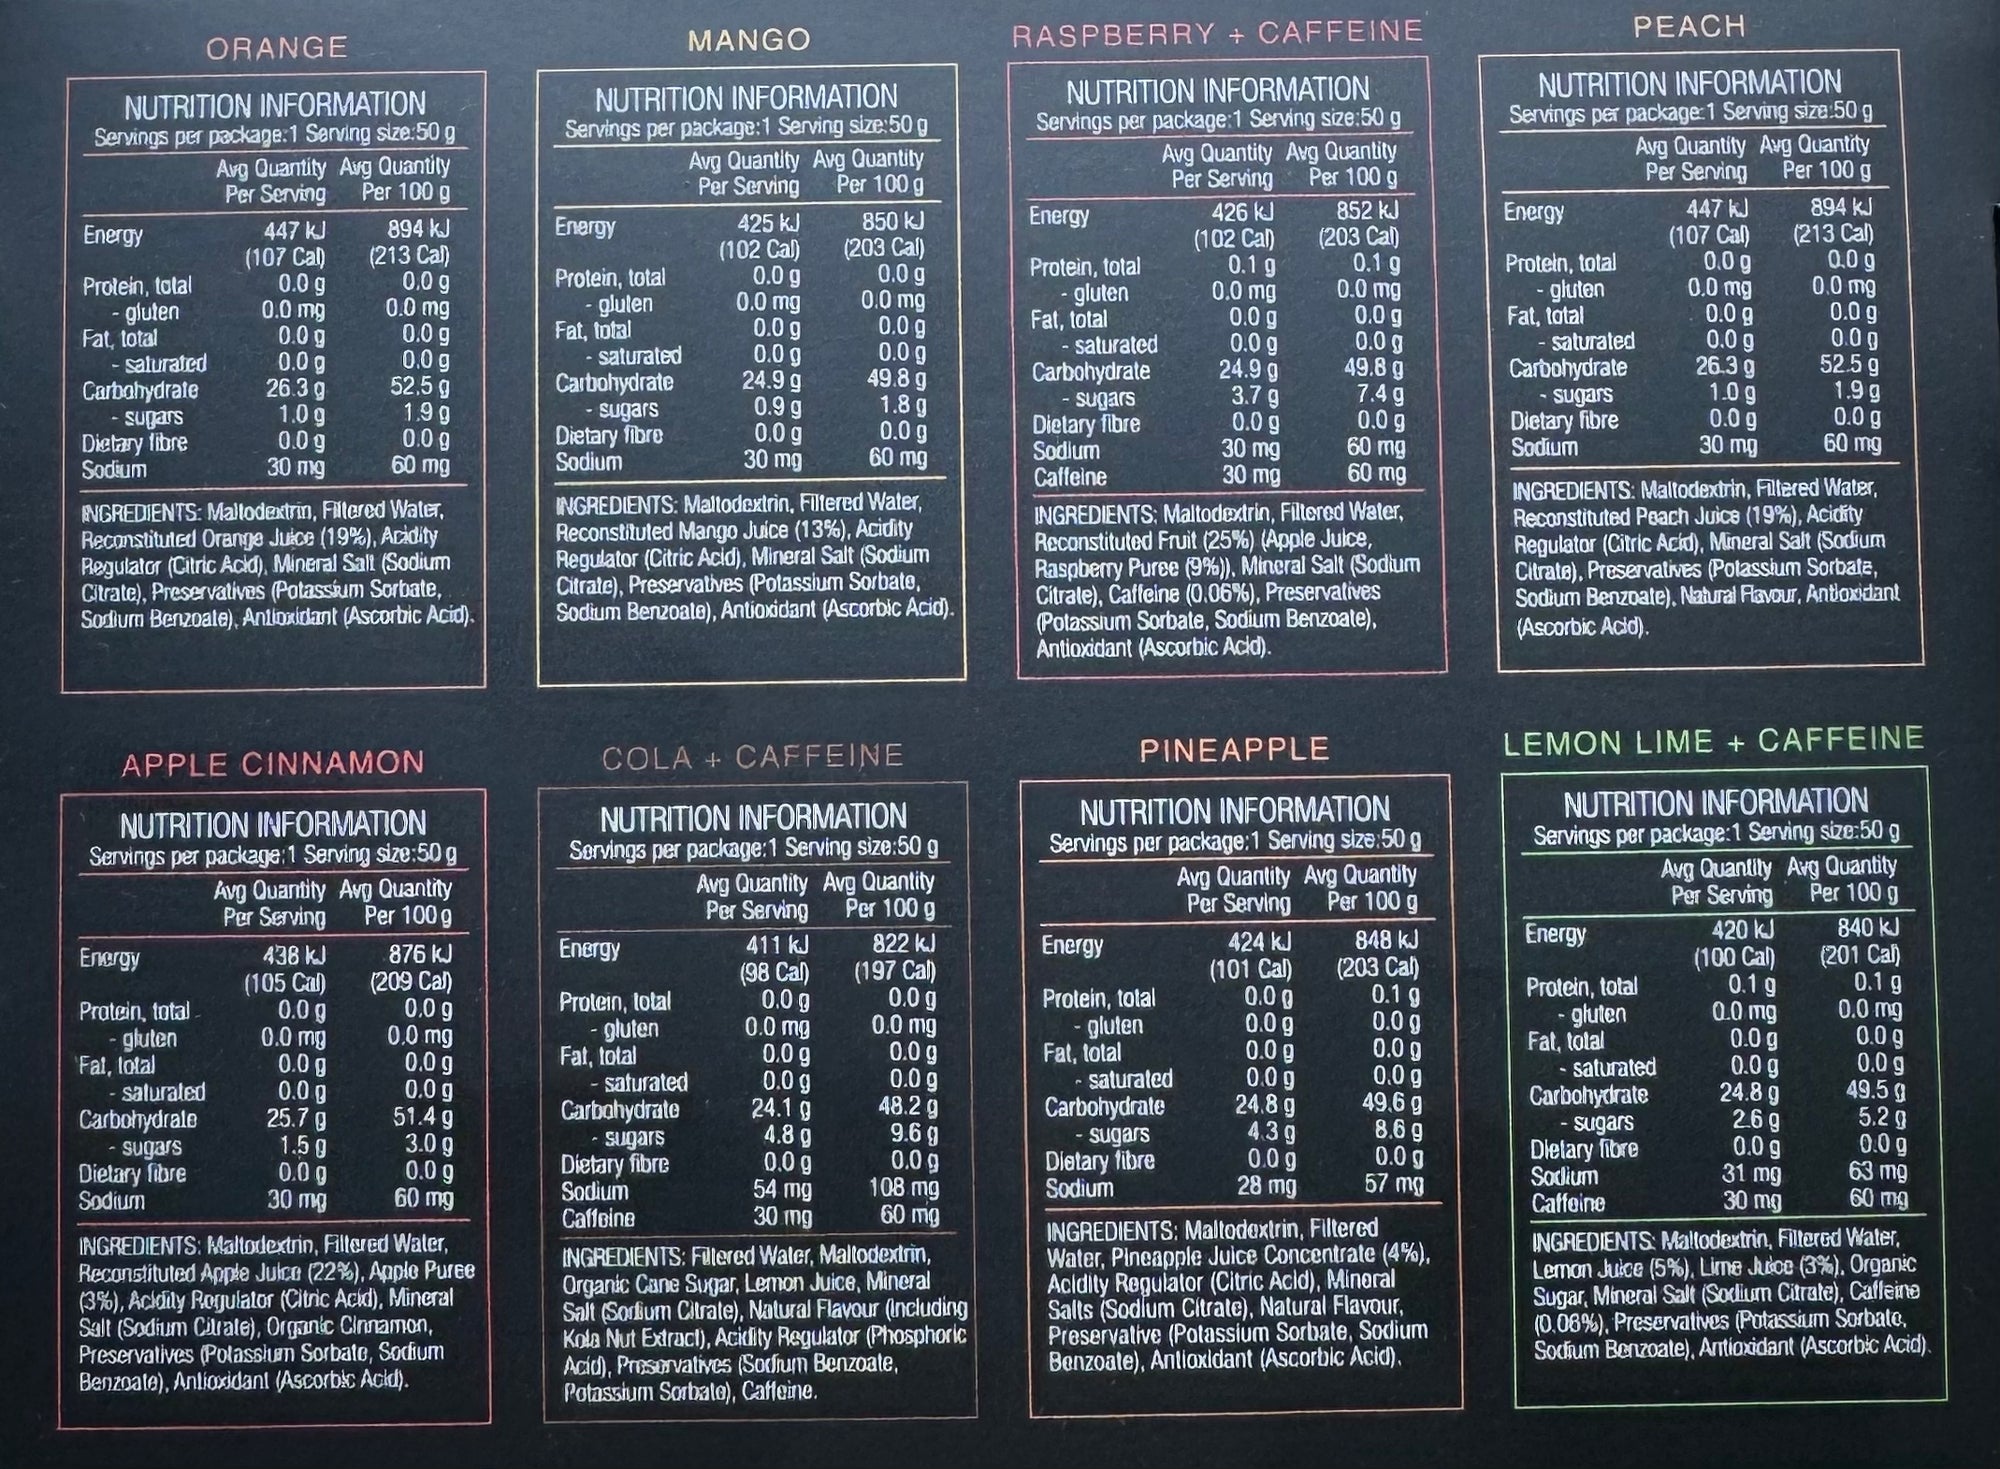 ORANGE
NUTRITION INFORMATION
Servings per package:1 Serving size:50 g
Avg Quantity Avg Quantity
Per Serving Per 100 g
Energy 447 kJ 894 kJ
(107 Cal) (213 Cal)
Protein, total 0.0 g 0.0 g
- gluten 0.0 mg 0.0 mg
Fat, total 0.0 g 0.0 g
- saturated 0.0 g 0.0 g
Carbohydrate 26.3 g 52.5 g
- sugars 1.0 g 1.9 g
Dietary fibre 0.0 g 0.0 g
Sodium 30 mg 60 mg
INGREDIENTS: Maltodextrin, Filtered Water,
Reconstituted Orange Juice (19%), Acidity
Regulator (Citric Acid), Mineral Salt (Sodium
Citrate), Preservatives (Potassium Sorbate,
Sodium Benzoate), Antioxidant (Ascorbic Acid).
MANGO
NUTRITION INFORMATION
Servings per package:1 Serving size:50 g
Avg Quantity Avg Quantity
Per Serving Per 100 g
Energy 425 kJ 850 kJ
(102 Cal) (203 Cal)
Protein, total 0.0 g 0.0 g
- gluten 0.0 mg 0.0 mg
Fat, total 0.0 g 0.0 g
- saturated 0.0 g 0.0 g
Carbohydrate 24.9 g 49.8 g
- sugars 0.9 g 1.8 g
Dietary fibre 0.0 g 0.0 g
Sodium 30 mg 60 mg
INGREDIENTS: Maltodextrin, Filtered Water,
Reconstituted Mango Juice (13%), Acidity
Regulator (Citric Acid), Mineral Salt (Sodium
Citrate), Preservatives (Potassium Sorbate,
Sodium Benzoate), Antioxidant (Ascorbic Acid).
RASPBERRY + CAFFEINE
NUTRITION INFORMATION
Servings per package:1 Serving size:50 g
Avg Quantity Avg Quantity
Per Serving Per 100 g
Energy 426 kJ 852 kJ
(102 Cal) (203 Cal)
Protein, total 0.1 g 0.1 g
- gluten 0.0 mg 0.0 mg
Fat, total 0.0 g 0.0 g
- saturated 0.0 g 0.0 g
Carbohydrate 24.9 g 49.8 g
- sugars 3.7 g 7.4 g
Dietary fibre 0.0 g 0.0 g
Sodium 30 mg 60 mg
Caffeine 30 mg 60 mg
INGREDIENTS: Maltodextrin, Filtered Water,
Reconstituted Fruit (25%) (Apple Juice,
Raspberry Puree (9%)), Mineral Salt (Sodium
Citrate), Caffeine (0.06%), Preservatives
(Potassium Sorbate, Sodium Benzoate),
Antioxidant (Ascorbic Acid).
PEACH
NUTRITION INFORMATION
Servings per package:1 Serving size:50 g
Avg Quantity Avg Quantity
Per Serving Per 100 g
Energy 447 kJ 894 kJ
(107 Cal) (213 Cal)
Protein, total 0.0 g 0.0 g
- gluten 0.0 mg 0.0 mg
Fat, total 0.0 g 0.0 g
- saturated 0.0 g 0.0 g
Carbohydrate 26.3 g 52.5 g
- sugars 1.0 g 1.9 g
Dietary fibre 0.0 g 0.0 g
Sodium 30 mg 60 mg
INGREDIENTS: Maltodextrin, Filtered Water,
Reconstituted Peach Juice (19%), Acidity
Regulator (Citric Acid), Mineral Salt (Sodium
Citrate), Preservatives (Potassium Sorbate,
Sodium Benzoate), Natural Flavour, Antioxidant
(Ascorbic Acid).
APPLE CINNAMON
NUTRITION INFORMATION
Servings per package:1 Serving size:50 g
Avg Quantity Avg Quantity
Per Serving Per 100 g
Energy 438 kJ 876 kJ
(105 Cal) (209 Cal)
Protein, total 0.0 g 0.0 g
- gluten 0.0 mg 0.0 mg
Fat, total 0.0 g 0.0 g
- saturated 0.0 g 0.0 g
Carbohydrate 25.7 g 51.4 g
- sugars 1.5 g 3.0 g
Dietary fibre 0.0 g 0.0 g
Sodium 30 mg 60 mg
INGREDIENTS: Maltodextrin, Filtered Water,
Reconstituted Apple Juice (22%), Apple Puree
(3%), Acidity Regulator (Citric Acid), Mineral
Salt (Sodium Citrate), Organic Cinnamon,
Preservatives (Potassium Sorbate, Sodium
Benzoate), Antioxidant (Ascorbic Acid).
COLA + CAFFEINE
NUTRITION INFORMATION
Servings per package:1 Serving size:50 g
Avg Quantity Avg Quantity
Per Serving Per 100 g
Energy 411 kJ 822 kJ
(98 Cal) (197 Cal)
Protein, total 0.0 g 0.0 g
- gluten 0.0 mg 0.0 mg
Fat, total 0.0 g 0.0 g
- saturated 0.0 g 0.0 g
Carbohydrate 24.1 g 48.2 g
- sugars 4.8 g 9.6 g
Dietary fibre 0.0 g 0.0 g
Sodium 54 mg 108 mg
Caffeine 30 mg 60 mg
INGREDIENTS: Filtered Water, Maltodextrin,
Organic Cane Sugar, Lemon Juice, Mineral
Salt (Sodium Citrate), Natural Flavour (including
Kola Nut Extract), Acidity Regulator (Phosphoric
Acid), Preservatives (Sodium Benzoate,
Potassium Sorbate), Caffeine.
PINEAPPLE
NUTRITION INFORMATION
Servings per package:1 Serving size:50 g
Avg Quantity Avg Quantity
Per Serving Per 100 g
Energy 424 kJ 848 kJ
(101 Cal) (203 Cal)
Protein, total 0.0 g 0.1 g
- gluten 0.0 g 0.0 g
Fat, total 0.0 g 0.0 g
- saturated 0.0 g 0.0 g
Carbohydrate 24.8 g 49.6 g
- sugars 4.3 g 8.6 g
Dietary fibre 0.0 g 0.0 g
Sodium 28 mg 57 mg
INGREDIENTS: Maltodextrin, Filtered
Water, Pineapple Juice Concentrate (4%),
Acidity Regulator (Citric Acid), Mineral
Salts (Sodium Citrate), Natural Flavour,
Preservative (Potassium Sorbate, Sodium
Benzoate), Antioxidant (Ascorbic Acid).
LEMON LIME + CAFFEINE
NUTRITION INFORMATION
Servings per package:1 Serving size:50 g
Avg Quantity Avg Quantity
Per Serving Per 100 g
Energy 420 kJ 840 kJ
(100 Cal) (201 Cal)
Protein, total 0.1 g 0.1 g
- gluten 0.0 mg 0.0 mg
Fat, total 0.0 g 0.0 g
- saturated 0.0 g 0.0 g
Carbohydrate 24.8 g 49.5 g
- sugars 2.6 g 5.2 g
Dietary fibre 0.0 g 0.0 g
Sodium 31 mg 63 mg
Caffeine 30 mg 60 mg
INGREDIENTS: Maltodextrin, Filtered Water,
Lemon Juice (5%), Lime Juice (3%), Organic
Sugar, Mineral Salt (Sodium Citrate), Caffeine
(0.06%), Preservatives (Potassium Sorbate,
Sodium Benzoate), Antioxidant (Ascorbic Acid).